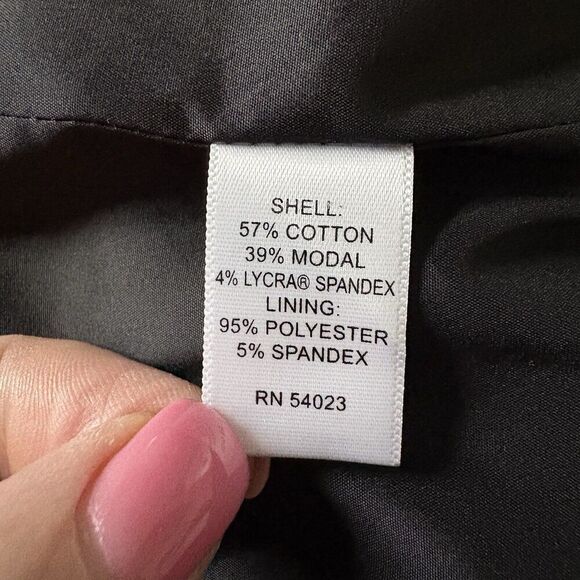 SHELL:
57% COTTON
39% MODAL
4% LYCRA® SPANDEX
LINING:
95% POLYESTER
5% SPANDEX
RN 54023